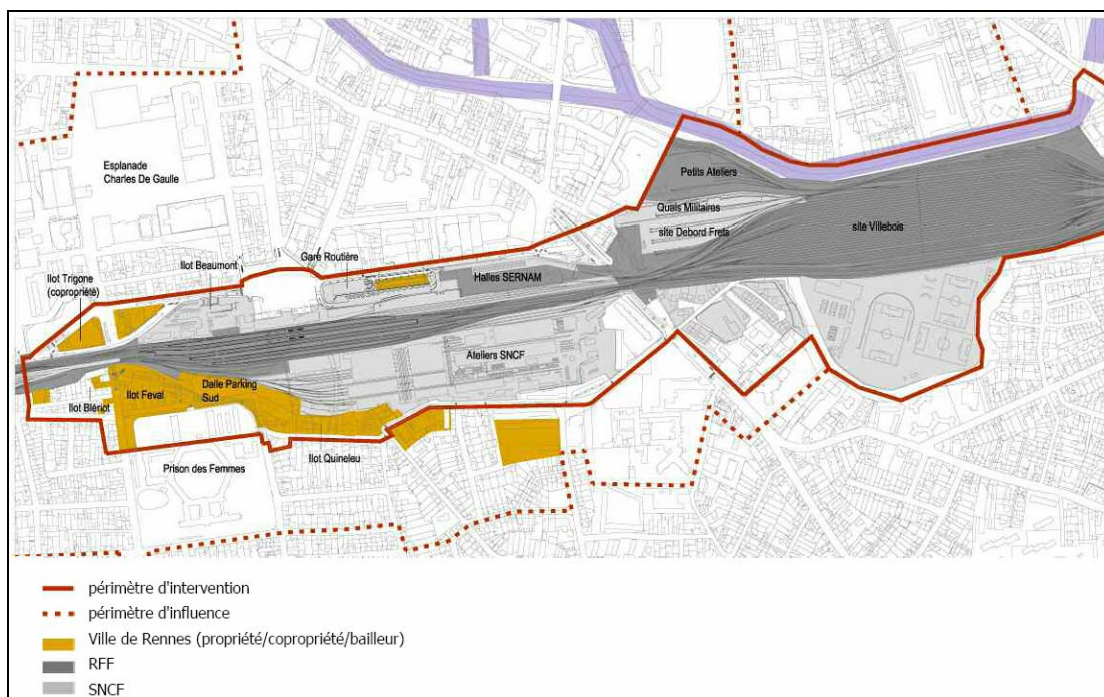 Esplanade
Charles De Gaulle
Petits Ateliers
Quais Militaires
site Debord Frets
site Villebois
Ilot Trigone
(copropriété)
Ilot Beaumont
Gare Routière
Halles SERNAM
Ateliers SNCF
Dalle Parking
Sud
Ilot Feval
Ilot Blériot
Prison des Femmes
Ilot Quineleu
périmètre d'intervention
périmètre d'influence
Ville de Rennes (propriété/copropriété/bailleur)
RFF
SNCF